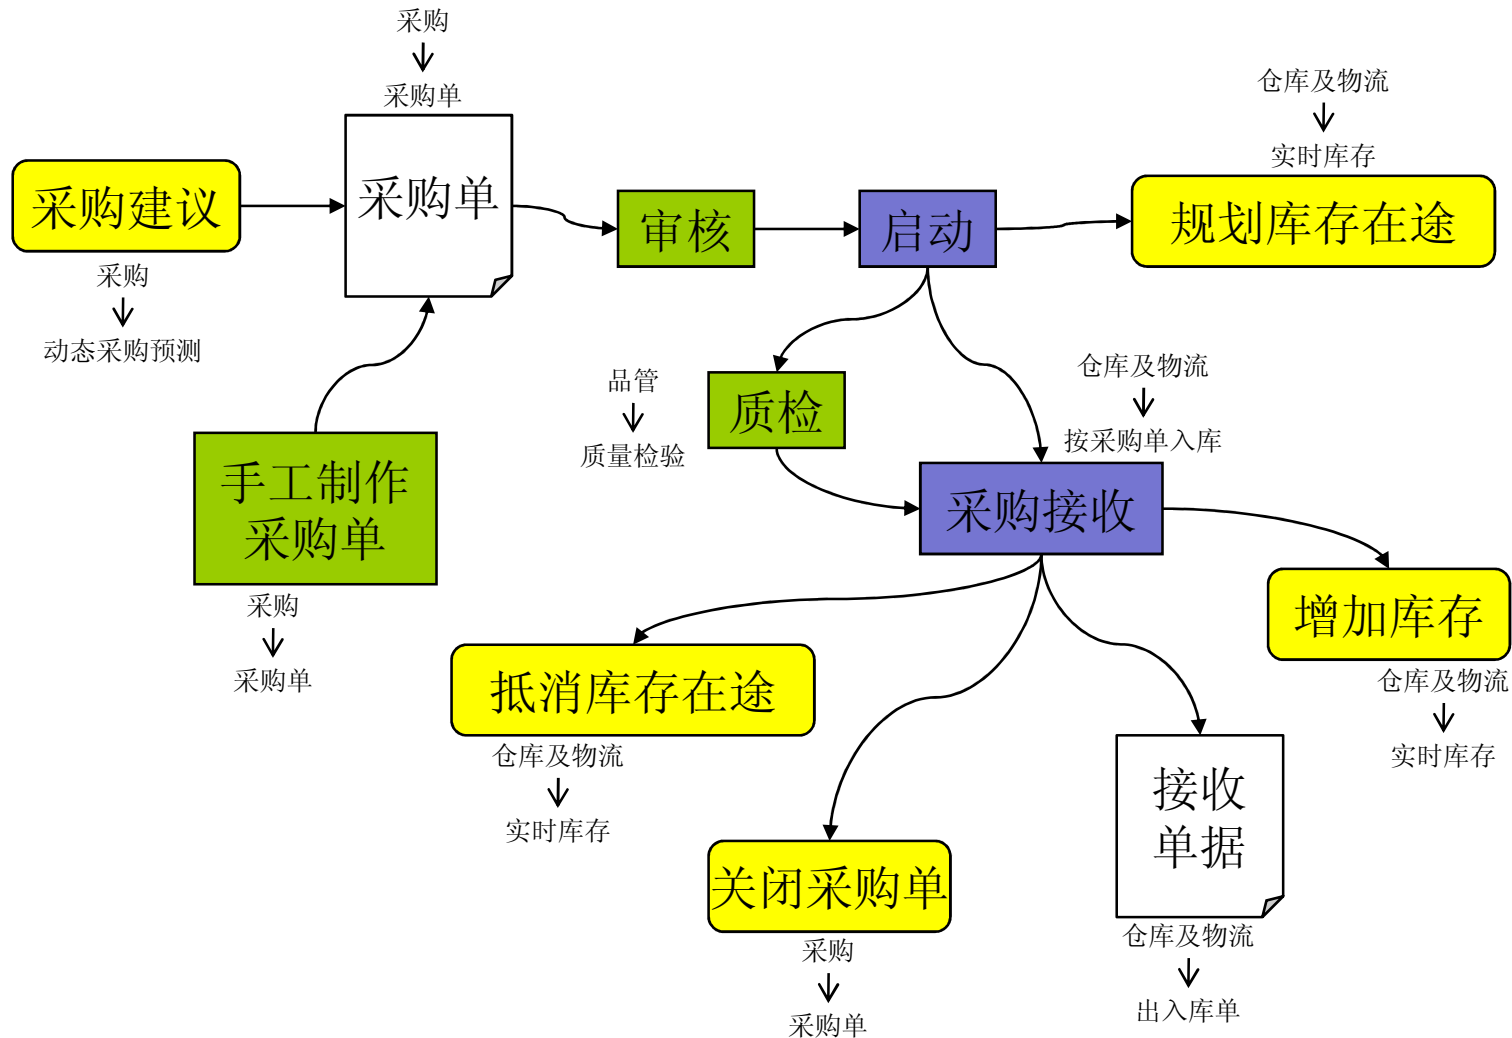 采购
采购单
采购建议
采购
动态采购预测
采购单
审核
启动
仓库及物流
实时库存
规划库存在途
手工制作
采购单
采购
采购单
品管
质量检验
质检
仓库及物流
按采购单入库
采购接收
增加库存
仓库及物流
实时库存
抵消库存在途
仓库及物流
实时库存
关闭采购单
采购
采购单
接收
单据
仓库及物流
出入库单